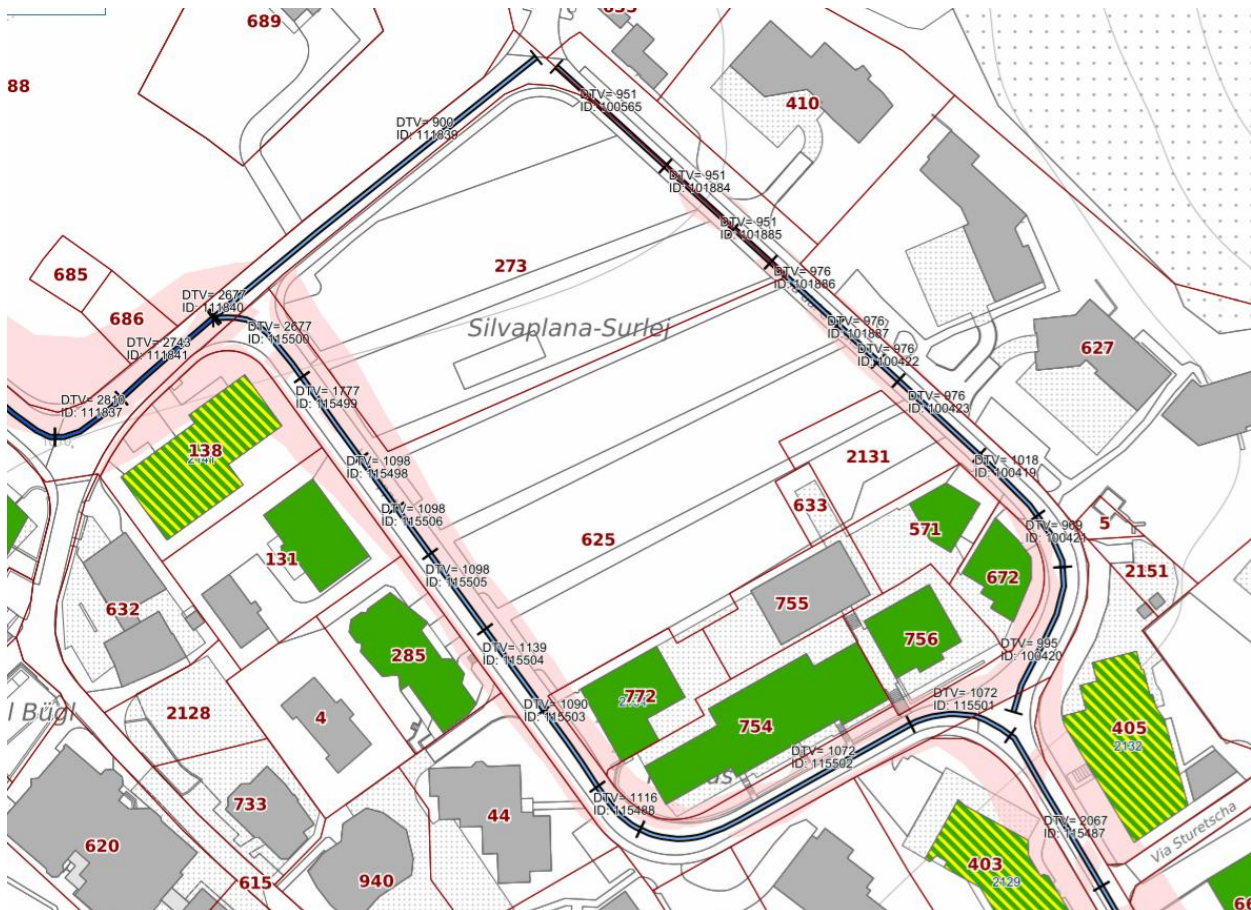 689
88
410
DTV= 951
ID: 100565
DTV= 900
ID: 111839
DTV= 951
ID: 101884
DTV= 951
ID: 101885
273
DTV= 976
ID: 101886
685
686
DTV= 2677
ID: 111840
DTV= 2677
ID: 115500
Silvaplana-Surlej
DTV= 976
ID: 101887
DTV= 976
ID: 100422
627
DTV= 2743
ID: 111841
DTV= 2810
ID: 111837
DTV= 1777
ID: 115499
DTV= 976
ID: 100423
138
DTV= 1098
ID: 115498
2131
DTV= 1018
ID: 100419
DTV= 1098
ID: 115506
633
571
DTV= 969
ID: 100421
5
131
625
DTV= 1098
ID: 115505
672
2151
632
755
756
285
DTV= 1139
ID: 115504
DTV= 995
ID: 100420
l Bügl
2128
4
DTV= 1090
ID: 115503
772
754
DTV= 1072
ID: 115501
405
2132
DTV= 1072
ID: 115502
733
44
DTV= 1116
ID: 115488
DTV= 2067
ID: 115487
Via Sturetscha
620
615
940
403
2129